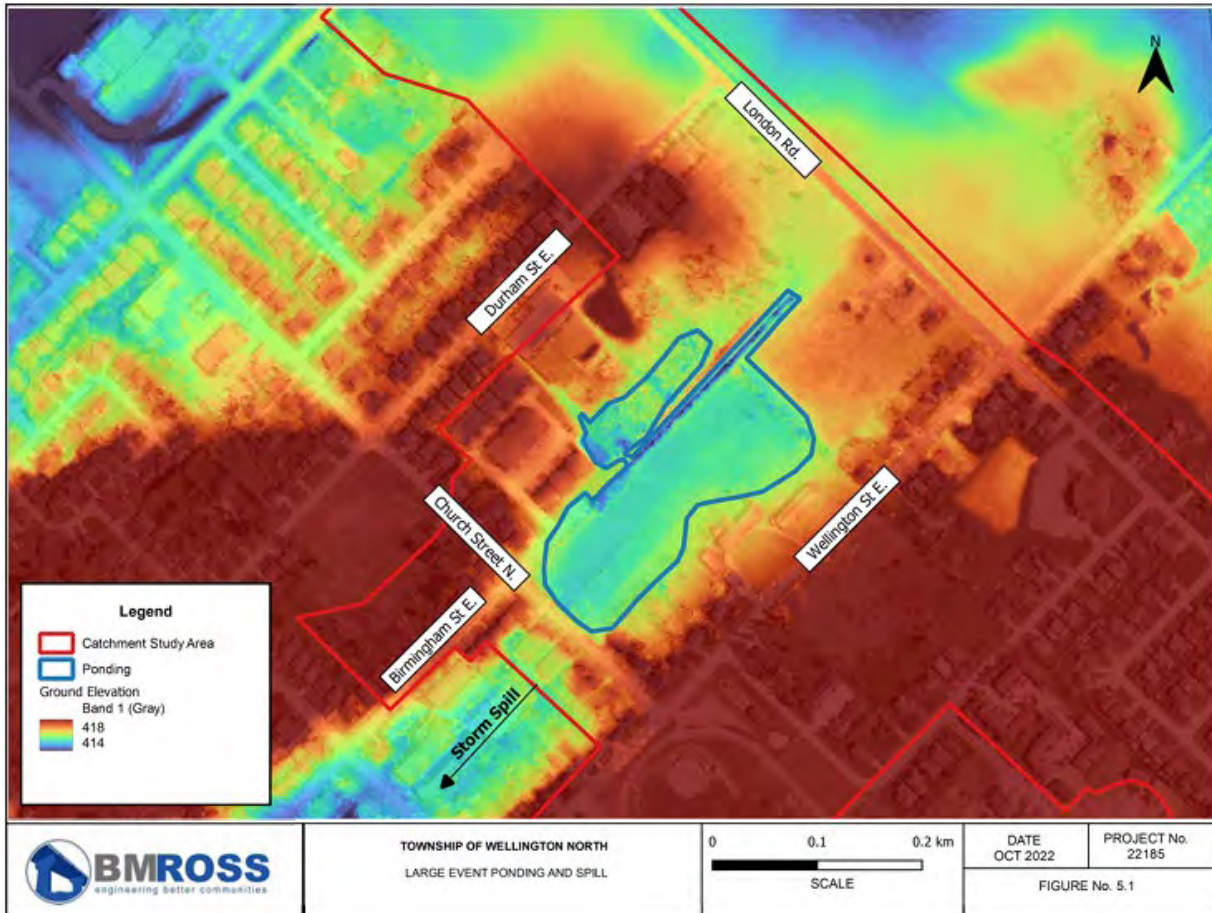 N
London Rd.
Durham St E.
Wellington St E.
Church Street N.
Birmingham St E.
Storm Spill
Legend
Catchment Study Area
Ponding
Ground Elevation
Band 1 (Gray)
418
414
BMROSS
engineering better communities
TOWNSHIP OF WELLINGTON NORTH
LARGE EVENT PONDING AND SPILL
0 0.1 0.2 km
SCALE
DATE
OCT 2022
PROJECT No.
22185
FIGURE No. 5.1